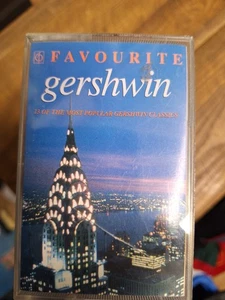 FAVOURITE
gershwin
OF THE MOST POPULAR GERSHWIN CLASSICS